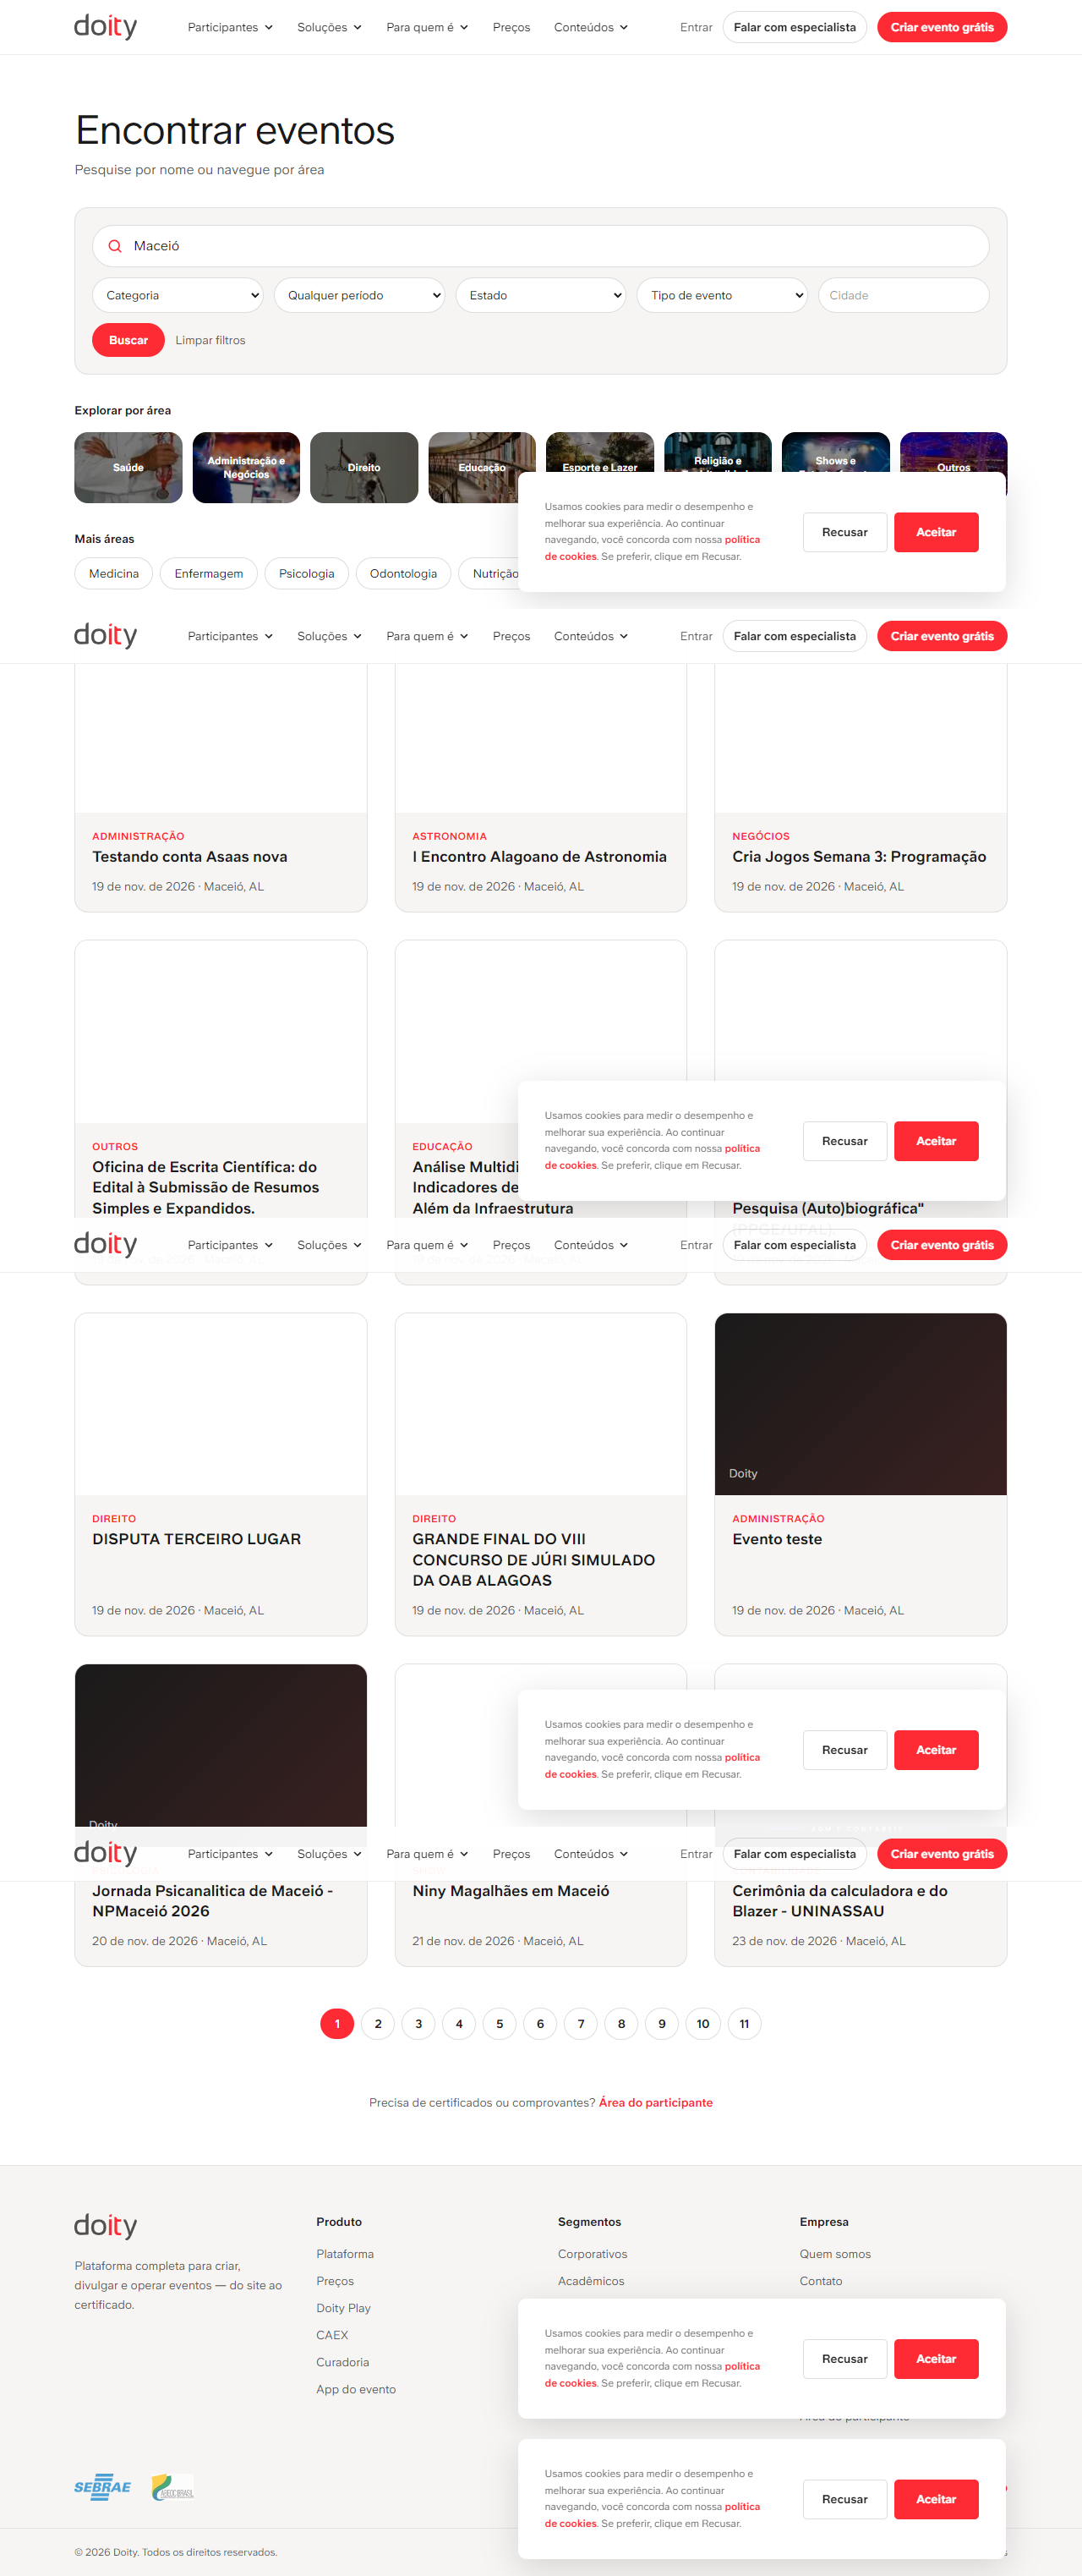 doity
Participantes Soluções Para quem é Preços Conteúdos Entrar Falar com especialista Criar evento grátis
Encontrar eventos
Pesquise por nome ou navegue por área
Maceió
Categoria Qualquer período Estado Tipo de evento Cidade
Buscar Limpar filtros
Explorar por área
Saúde Administração e Negócios Direito Educação Esporte e Lazer Religião e Shows e Outros
Mais áreas
Medicina Enfermagem Psicologia Odontologia Nutrição
Usamos cookies para medir o desempenho e
melhorar sua experiência. Ao continuar
navegando, você concorda com nossa política
de cookies. Se preferir, clique em Recusar.
Recusar Aceitar
doity
Participantes Soluções Para quem é Preços Conteúdos Entrar Falar com especialista Criar evento grátis
ADMINISTRAÇÃO
Testando conta Asaas nova
19 de nov. de 2026 · Maceió, AL
ASTRONOMIA
I Encontro Alagoano de Astronomia
19 de nov. de 2026 · Maceió, AL
NEGÓCIOS
Cria Jogos Semana 3: Programação
19 de nov. de 2026 · Maceió, AL
OUTROS
Oficina de Escrita Científica: do
Edital à Submissão de Resumos
Simples e Expandidos.
EDUCAÇÃO
Análise Multidi
Indicadores de
Além da Infraestrutura
Pesquisa (Auto)biográfica"
(PPGE/UFAL)
Usamos cookies para medir o desempenho e
melhorar sua experiência. Ao continuar
navegando, você concorda com nossa política
de cookies. Se preferir, clique em Recusar.
Recusar Aceitar
doity
Participantes Soluções Para quem é Preços Conteúdos Entrar Falar com especialista Criar evento grátis
DIREITO
DISPUTA TERCEIRO LUGAR
19 de nov. de 2026 · Maceió, AL
DIREITO
GRANDE FINAL DO VIII
CONCURSO DE JÚRI SIMULADO
DA OAB ALAGOAS
19 de nov. de 2026 · Maceió, AL
Doity
ADMINISTRAÇÃO
Evento teste
19 de nov. de 2026 · Maceió, AL
Usamos cookies para medir o desempenho e
melhorar sua experiência. Ao continuar
navegando, você concorda com nossa política
de cookies. Se preferir, clique em Recusar.
Recusar Aceitar
Doity
doity
Participantes Soluções Para quem é Preços Conteúdos Entrar Falar com especialista Criar evento grátis
Jornada Psicanalitica de Maceió -
NPMaceió 2026
20 de nov. de 2026 · Maceió, AL
Niny Magalhães em Maceió
21 de nov. de 2026 · Maceió, AL
Cerimônia da calculadora e do
Blazer - UNINASSAU
23 de nov. de 2026 · Maceió, AL
1 2 3 4 5 6 7 8 9 10 11
Precisa de certificados ou comprovantes? Área do participante
doity
Plataforma completa para criar,
divulgar e operar eventos — do site ao
certificado.
Produto
Plataforma
Preços
Doity Play
CAEX
Curadoria
App do evento
Segmentos
Corporativos
Acadêmicos
Empresa
Quem somos
Contato
Usamos cookies para medir o desempenho e
melhorar sua experiência. Ao continuar
navegando, você concorda com nossa política
de cookies. Se preferir, clique em Recusar.
Recusar Aceitar
Área do participante
SEBRAE
Usamos cookies para medir o desempenho e
melhorar sua experiência. Ao continuar
navegando, você concorda com nossa política
de cookies. Se preferir, clique em Recusar.
Recusar Aceitar
© 2026 Doity. Todos os direitos reservados.